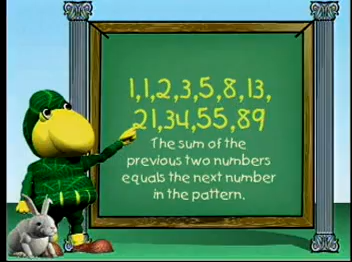 1,1,2,3,5,8,13,
21,34,55,89
The sum of the
previous two numbers
equals the next number
in the pattern.